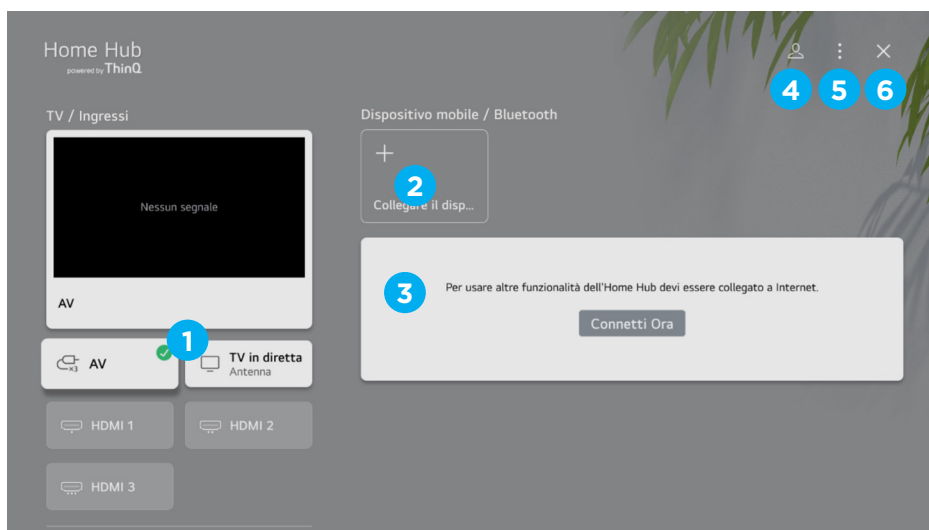 Home Hub
powered by ThinQ
4 5 6
TV / Ingressi
Nessun segnale
AV
1
x3 AV
TV in diretta
Antenna
HDMI 1
HDMI 2
HDMI 3
Dispositivo mobile / Bluetooth
2
Collegare il disp...
3
Per usare altre funzionalità dell'Home Hub devi essere collegato a Internet.
Connetti Ora